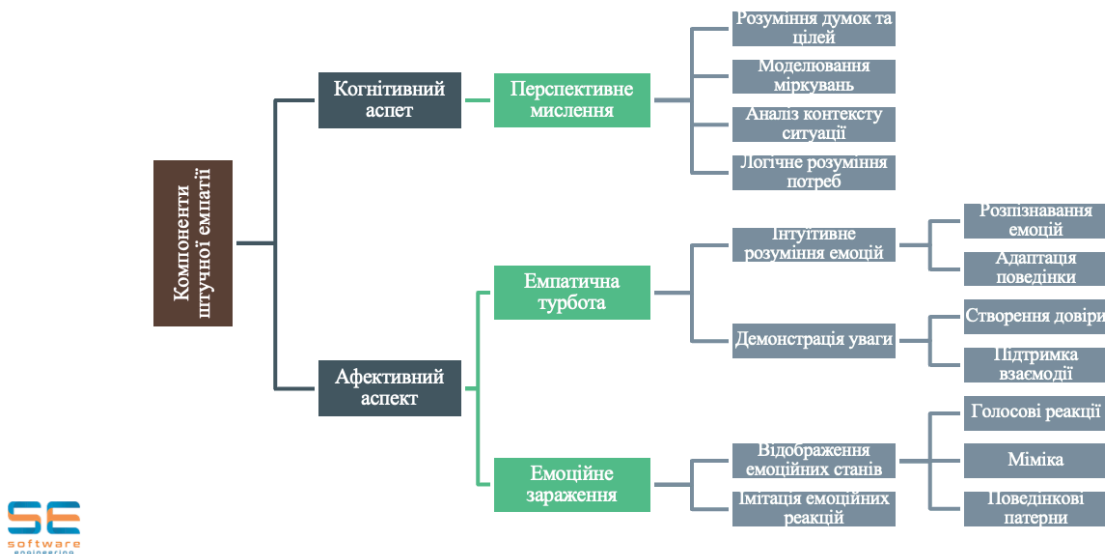 Компоненти
штучної емпатії
Когнітивний
аспет
Перспективне
мислення
Розуміння думок та
цілей
Моделювання
міркувань
Аналіз контексту
ситуації
Логічне розуміння
потреб
Афективний
аспект
Емпатична
турбота
Інтуїтивне
розуміння емоцій
Розпізнавання
емоцій
Адаптація
поведінки
Демонстрація уваги
Створення довіри
Підтримка
взаємодії
Емоційне
зараження
Відображення
емоційних станів
Голосові реакції
Міміка
Поведінкові
патерни
Імітація емоційних
реакцій
SE
software
engineering